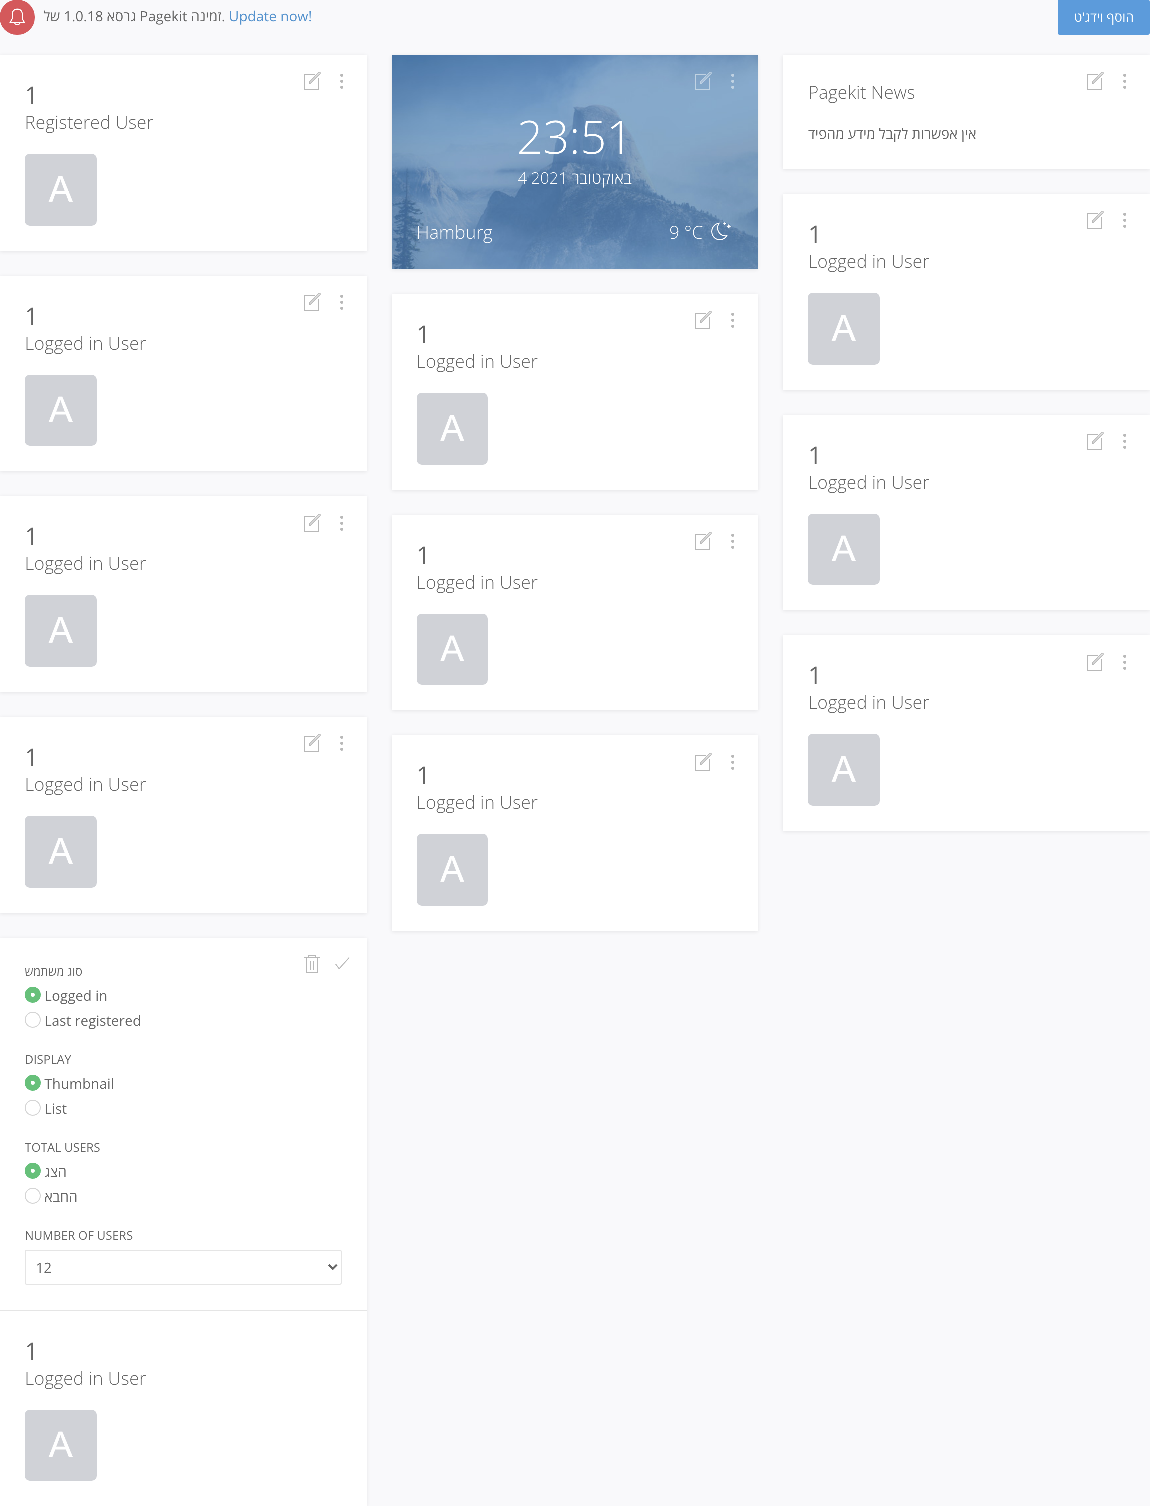 גרסא 1.0.18 של Pagekit זמינה. Update now!
הוסף וידג'ט
1
Registered User
A
1
Logged in User
A
1
Logged in User
A
1
Logged in User
A
סוג משתמש
Logged in
Last registered
DISPLAY
Thumbnail
List
TOTAL USERS
הצג
החבא
NUMBER OF USERS
12
1
Logged in User
A
23:51
4 באוקטובר 2021
Hamburg
9 °C
1
Logged in User
A
1
Logged in User
A
1
Logged in User
A
Pagekit News
אין אפשרות לקבל מידע מהפיד
1
Logged in User
A
1
Logged in User
A
1
Logged in User
A